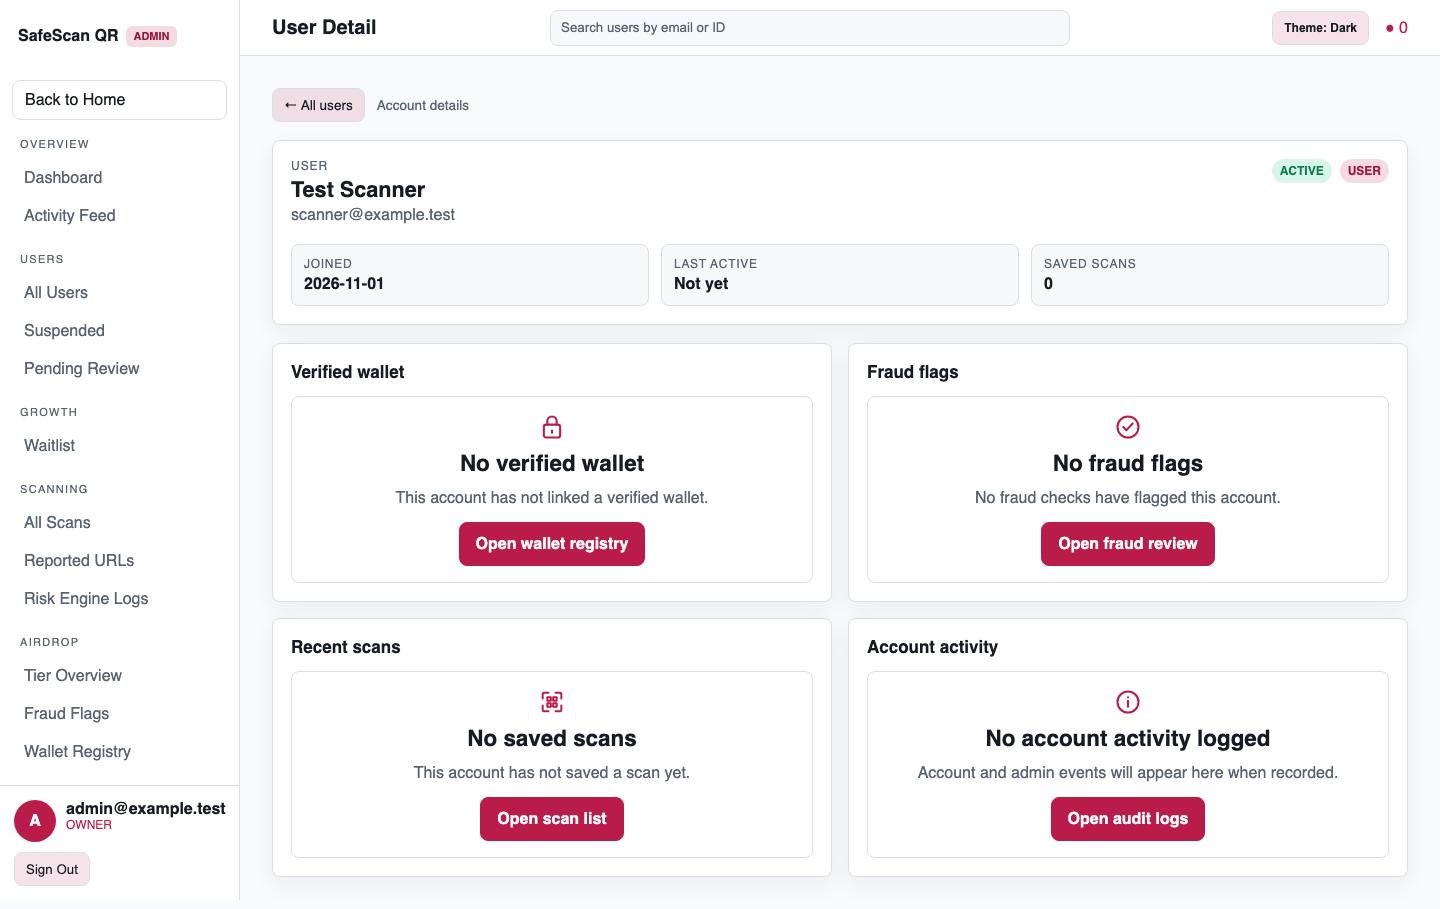 SafeScan QR ADMIN
Back to Home
OVERVIEW
Dashboard
Activity Feed
USERS
All Users
Suspended
Pending Review
GROWTH
Waitlist
SCANNING
All Scans
Reported URLs
Risk Engine Logs
AIRDROP
Tier Overview
Fraud Flags
Wallet Registry
A
admin@example.test
OWNER
Sign Out
User Detail
Search users by email or ID
Theme: Dark
0
← All users
Account details
USER
Test Scanner
scanner@example.test
ACTIVE
USER
JOINED
2026-11-01
LAST ACTIVE
Not yet
SAVED SCANS
0
Verified wallet
No verified wallet
This account has not linked a verified wallet.
Open wallet registry
Fraud flags
No fraud flags
No fraud checks have flagged this account.
Open fraud review
Recent scans
No saved scans
This account has not saved a scan yet.
Open scan list
Account activity
No account activity logged
Account and admin events will appear here when recorded.
Open audit logs